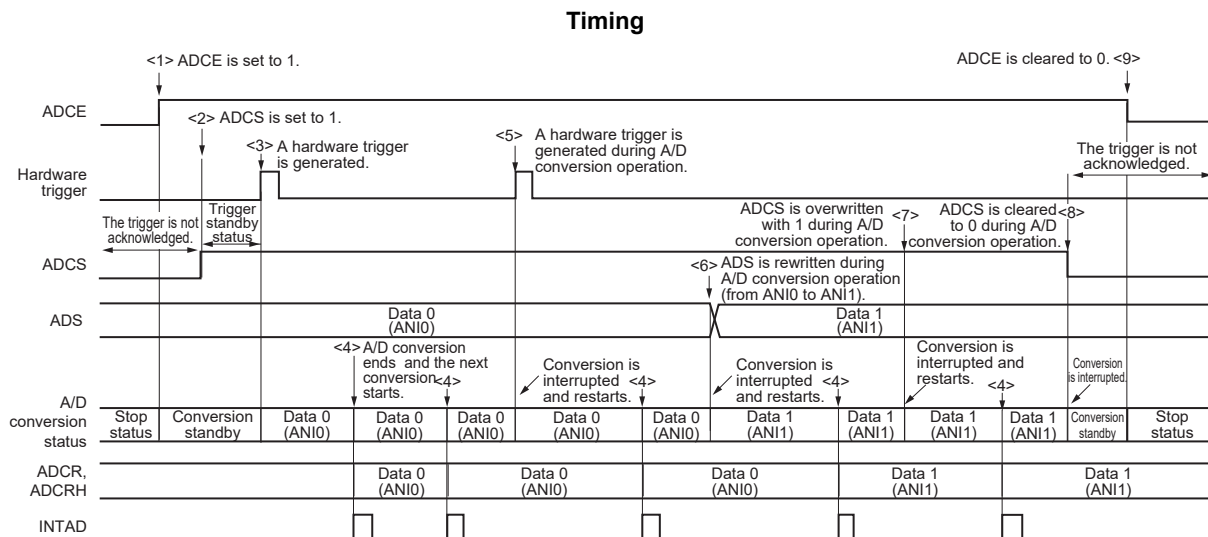 Timing
<1> ADCE is set to 1.
ADCE is cleared to 0. <9>
ADCE
<2> ADCS is set to 1.
<3> A hardware trigger
is generated.
<5> A hardware trigger is
generated during A/D
conversion operation.
The trigger is not
acknowledged.
Hardware
trigger
The trigger is not
acknowledged.
Trigger
standby
status
ADCS is overwritten
with 1 during A/D
conversion operation.
<7>
ADCS is cleared
to 0 during A/D
conversion operation.
<8>
ADCS
<6> ADS is rewritten during
A/D conversion operation
(from ANI0 to ANI1).
ADS
Data 0
(ANI0)
Data 1
(ANI1)
<4> A/D conversion
ends and the next
conversion
starts.
<4>
Conversion is
interrupted
and restarts.
<4>
Conversion is
interrupted
and restarts.
<4>
Conversion is
interrupted and
restarts.
<4>
Conversion
is interrupted.
A/D
conversion
status
Stop
status
Conversion
standby
Data 0
(ANI0)
Data 0
(ANI0)
Data 0
(ANI0)
Data 0
(ANI0)
Data 0
(ANI0)
Data 1
(ANI1)
Data 1
(ANI1)
Data 1
(ANI1)
Data 1
(ANI1)
Conversion
standby
Stop
status
ADCR,
ADCRH
Data 0
(ANI0)
Data 0
(ANI0)
Data 0
(ANI0)
Data 1
(ANI1)
Data 1
(ANI1)
INTAD